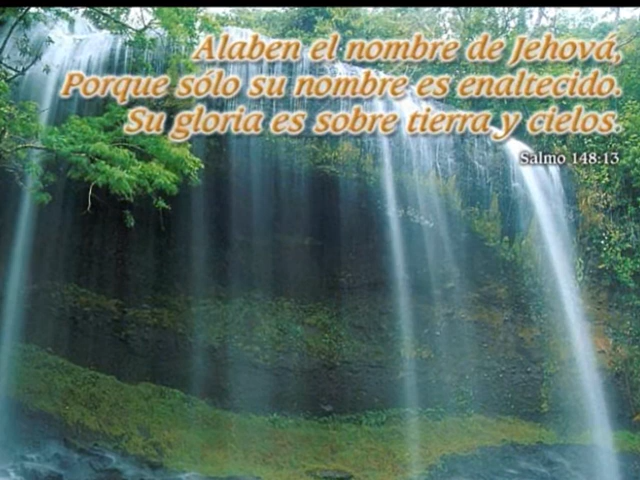 Alaben el nombre de Jehová,
Porque sólo su nombre es enaltecido.
Su gloria es sobre tierra y cielos.
Salmo 148:13